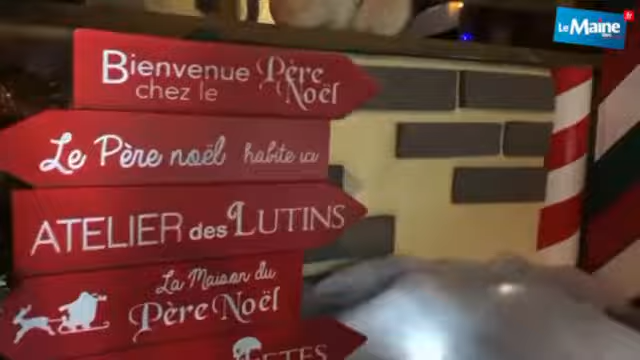 Le Maine
Bienvenue
chez le
Père
Noël
Le Père noël habite ici
ATELIER des LUTINS
La Maison du
Père Noël